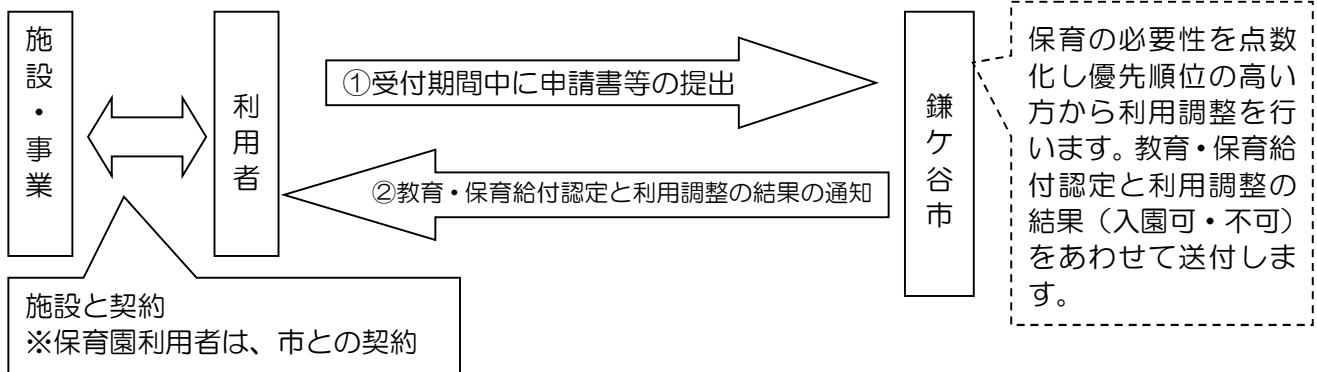 施設・事業
利用者
①受付期間中に申請書等の提出
②教育・保育給付認定と利用調整の結果の通知
鎌ケ谷市
保育の必要性を点数
化し優先順位の高い
方から利用調整を行
います。教育・保育給
付認定と利用調整の
結果（入園可・不可）
をあわせて送付しま
す。
施設と契約
※保育園利用者は、市との契約